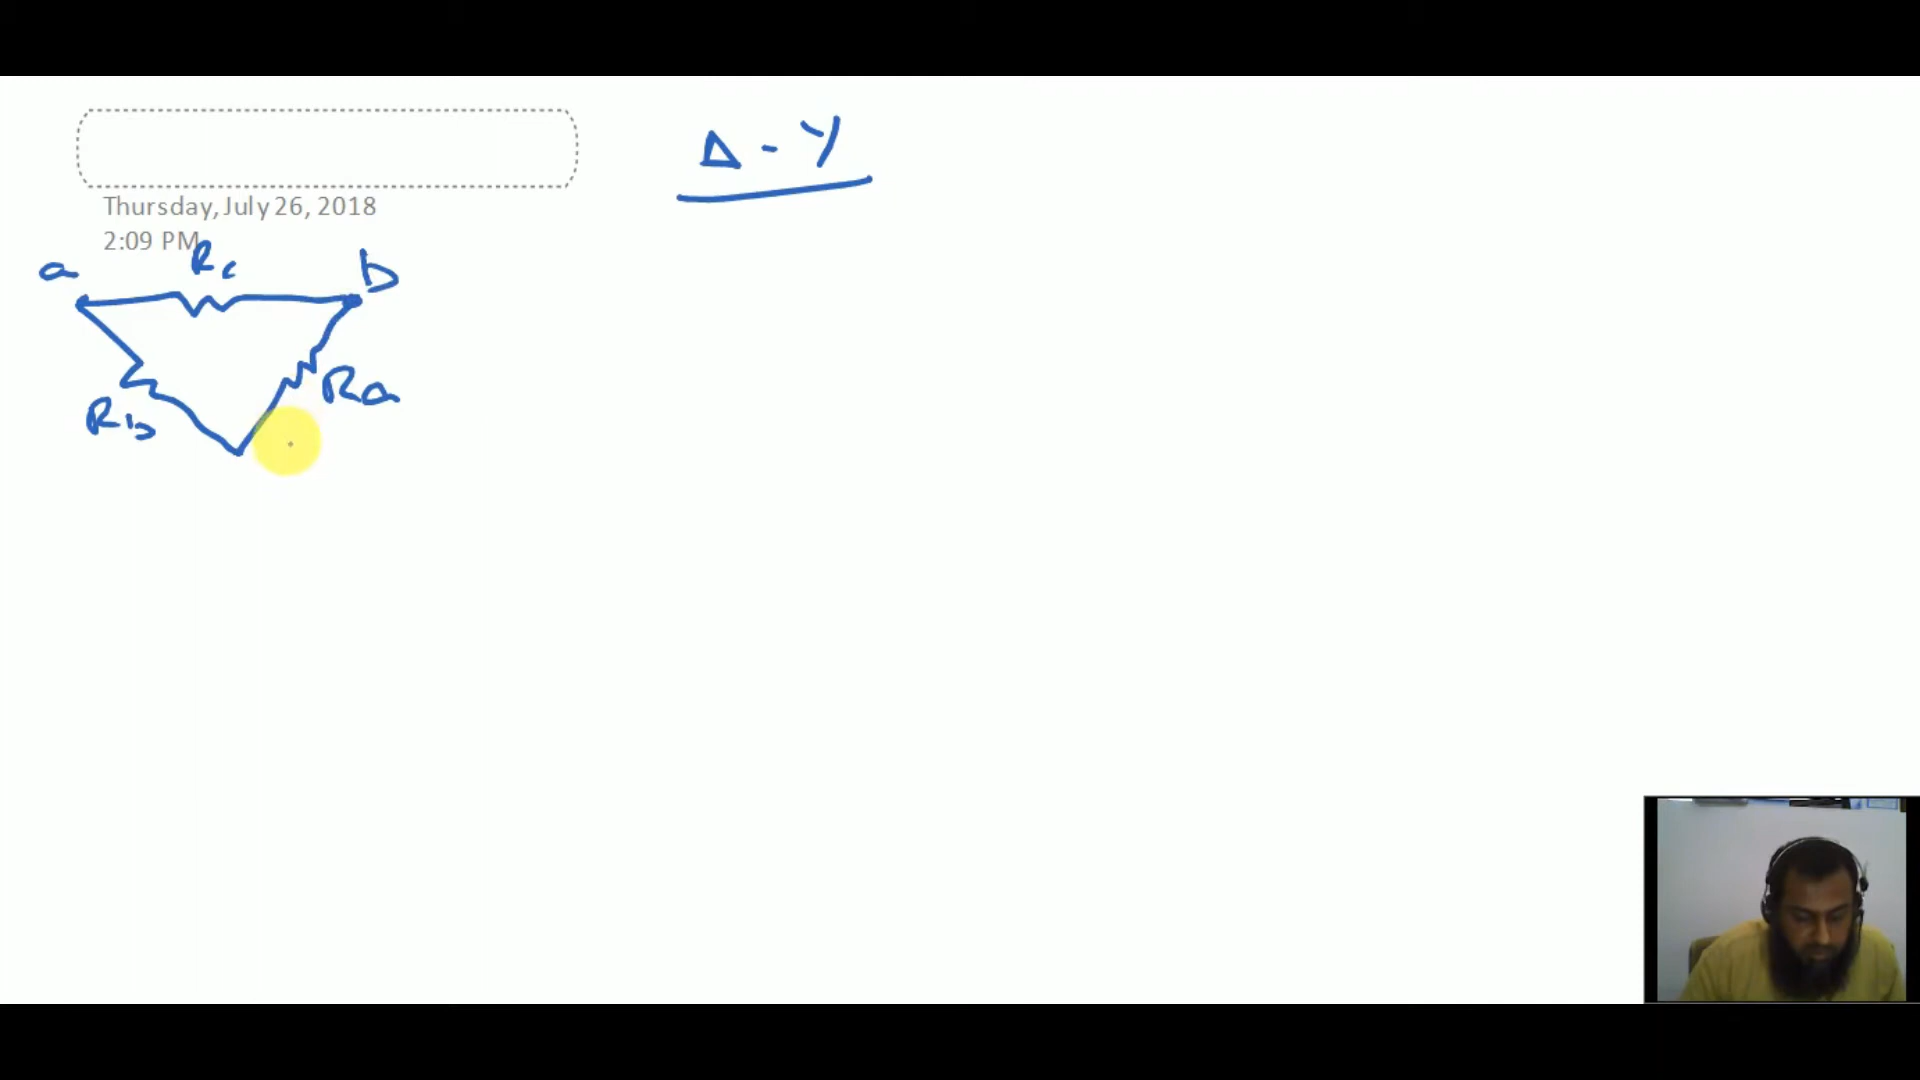 Δ - Y
Thursday, July 26, 2018
2:09 PM
Rc
a
b
Ra
Rb